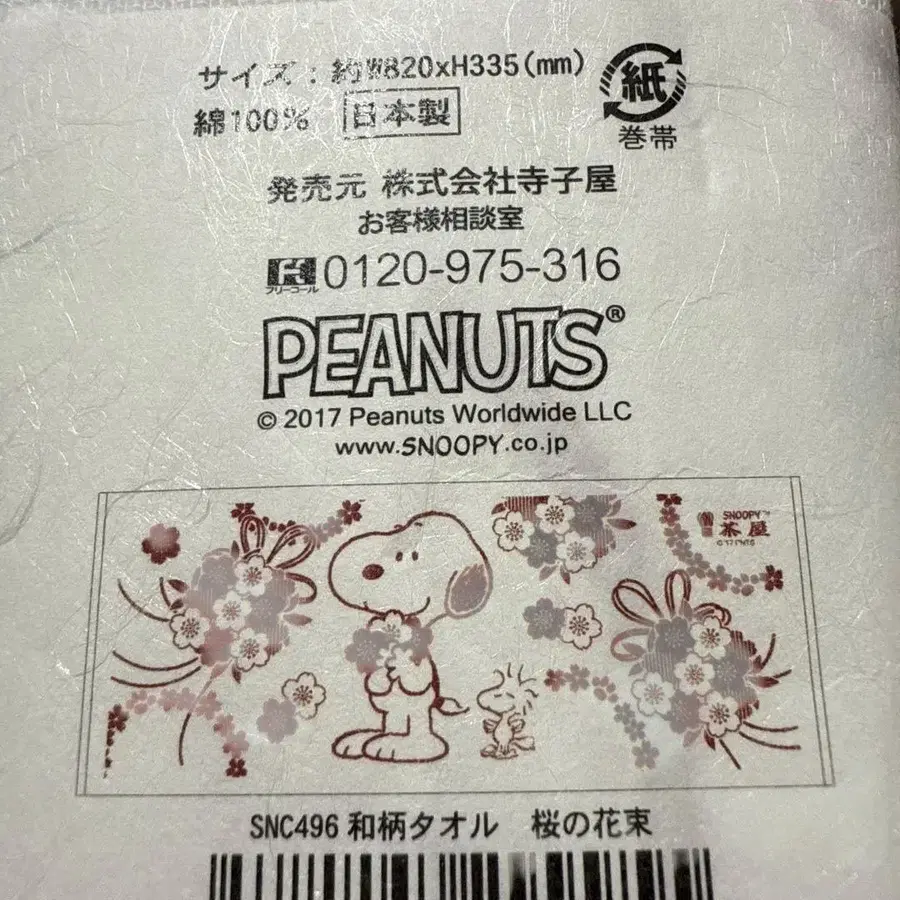 サイズ：約W820xH335(mm)
綿100% 日本製
紙
巻帯
発売元 株式会社寺子屋
お客様相談室
フリーコール 0120-975-316
PEANUTS®
© 2017 Peanuts Worldwide LLC
www.SNOOPY.co.jp
SNOOPY™
茶屋
SNC496 和柄タオル 桜の花束